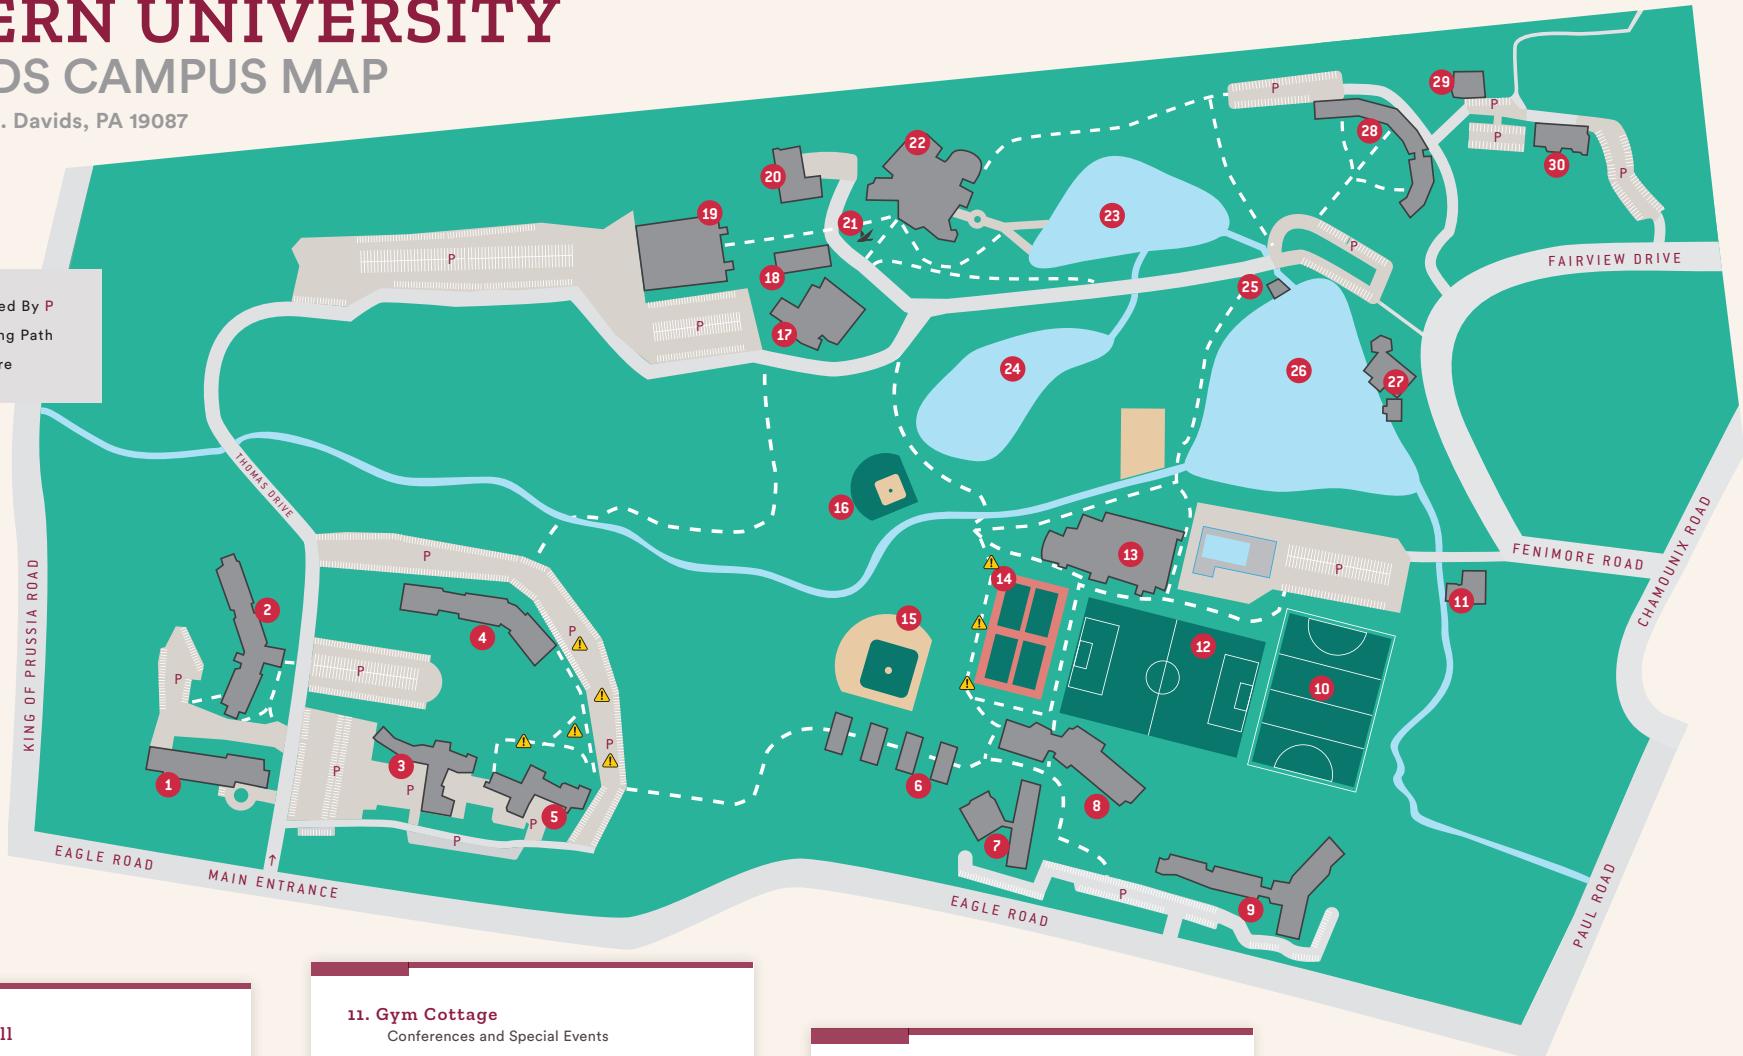 ERN UNIVERSITY
DS CAMPUS MAP
. Davids, PA 19087
ed By P
ng Path
re
29
P
P
28
P
22
P
30
20
P
19
23
21
P
FAIRVIEW DRIVE
P
18
25
P
17
24
26
27
THOMAS DRIVE
16
CHAMOUNIX ROAD
P
13
FENIMORE ROAD
P
14
KING OF PRUSSIA ROAD
2
11
15
4
P
12
P
P
10
P
3
P
1
P
6
5
P
8
P
7
EAGLE ROAD
↑
MAIN ENTRANCE
P
9
EAGLE ROAD
PAUL ROAD
11. Gym Cottage
Conferences and Special Events
ll